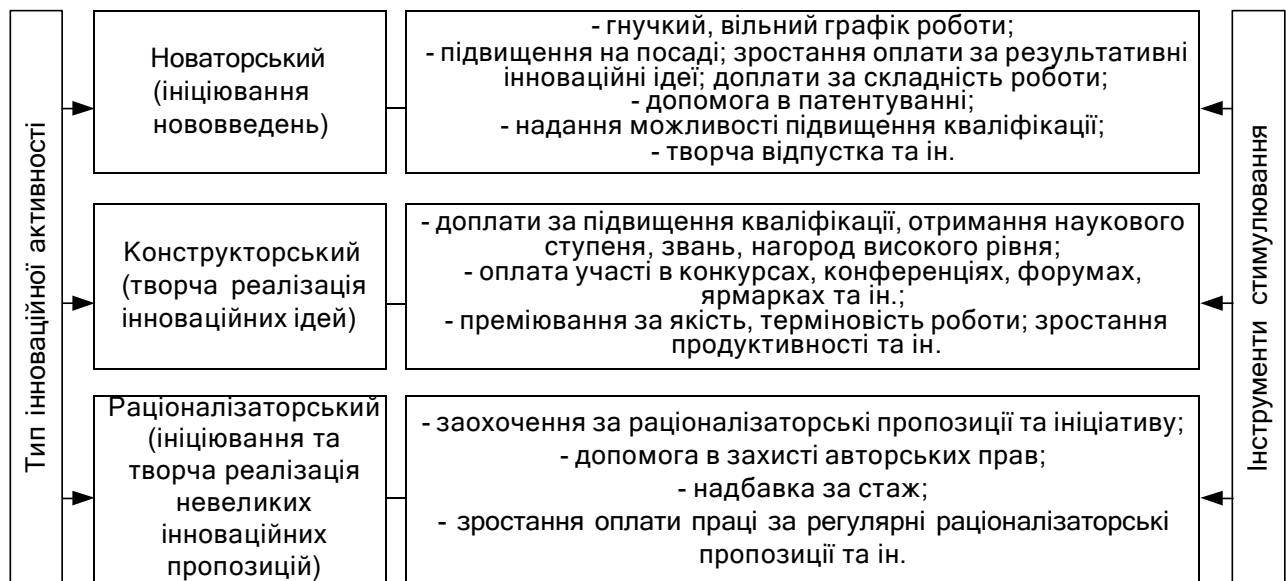 Тип інноваційної активності
Новаторський
(ініціювання
нововведень)
- гнучкий, вільний графік роботи;
- підвищення на посаді; зростання оплати за результативні
інноваційні ідеї; доплати за складність роботи;
- допомога в патентуванні;
- надання можливості підвищення кваліфікації;
- творча відпустка та ін.
Конструкторський
(творча реалізація
інноваційних ідей)
- доплати за підвищення кваліфікації, отримання наукового
ступеня, звань, нагород високого рівня;
- оплата участі в конкурсах, конференціях, форумах,
ярмарках та ін.;
- преміювання за якість, терміновість роботи; зростання
продуктивності та ін.
Раціоналізаторський
(ініціювання та
творча реалізація
невеликих
інноваційних
пропозицій)
- заохочення за раціоналізаторські пропозиції та ініціативу;
- допомога в захисті авторських прав;
- надбавка за стаж;
- зростання оплати праці за регулярні раціоналізаторські
пропозиції та ін.
Інструменти стимулювання